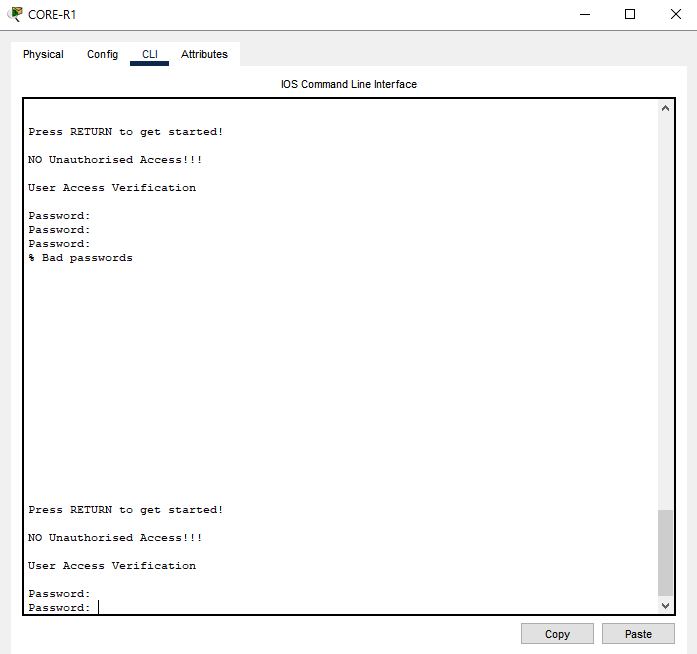 CORE-R1
Physical Config CLI Attributes
IOS Command Line Interface
Press RETURN to get started!
NO Unauthorised Access!!!
User Access Verification
Password:
Password:
Password:
% Bad passwords
Press RETURN to get started!
NO Unauthorised Access!!!
User Access Verification
Password:
Password:
Copy Paste